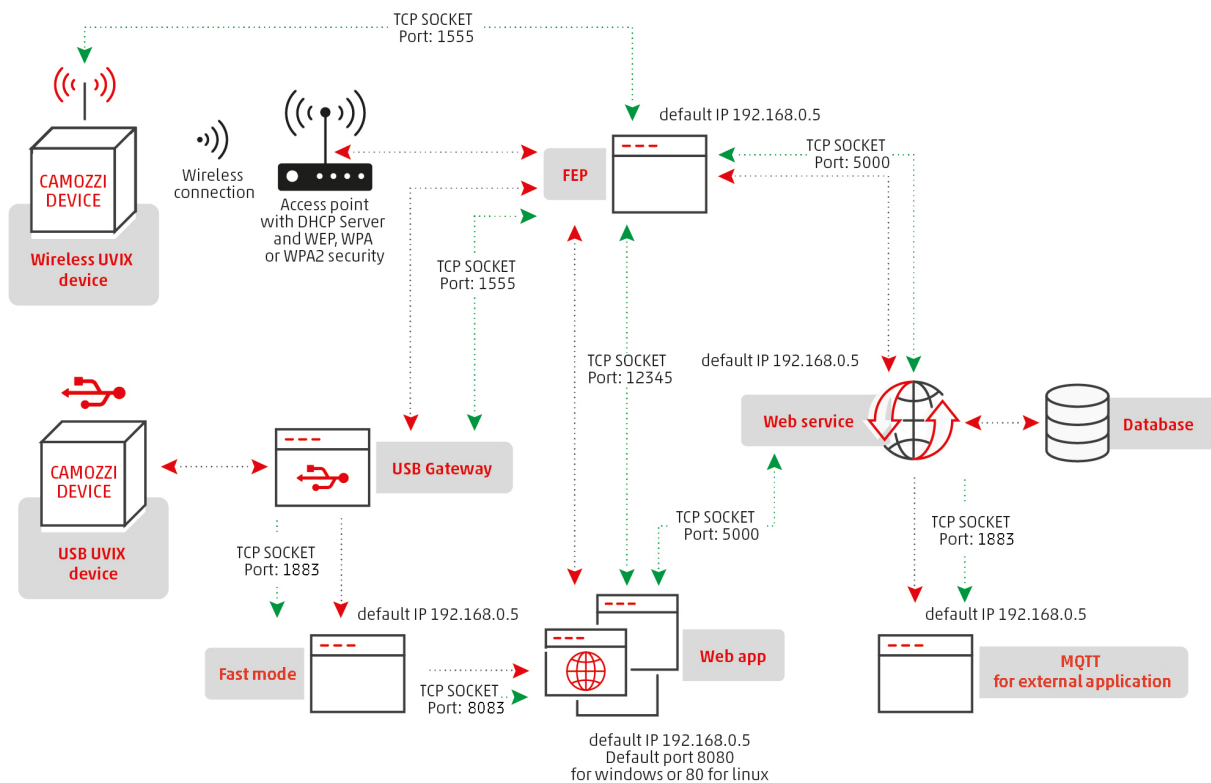 TCP SOCKET
Port: 1555
default IP 192.168.0.5
TCP SOCKET
Port: 5000
CAMOZZI
DEVICE
Wireless
connection
FEP
Access point
with DHCP Server
and WEP, WPA
or WPA2 security
Wireless UVIX
device
TCP SOCKET
Port: 1555
TCP SOCKET
Port: 12345
default IP 192.168.0.5
Web service
Database
CAMOZZI
DEVICE
USB Gateway
USB UVIX
device
TCP SOCKET
Port: 1883
TCP SOCKET
Port: 5000
TCP SOCKET
Port: 1883
default IP 192.168.0.5
default IP 192.168.0.5
Fast mode
Web app
MQTT
for external application
TCP SOCKET
Port: 8083
default IP 192.168.0.5
Default port 8080
for windows or 80 for linux